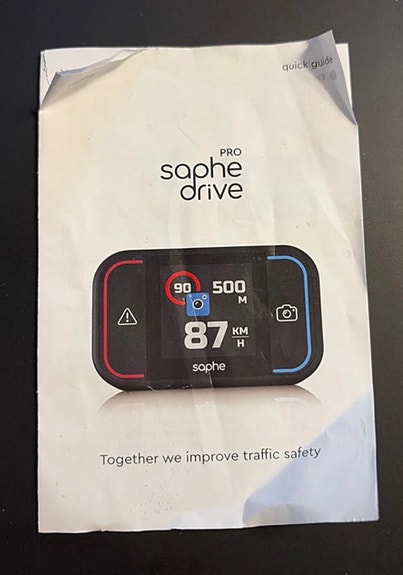 quick guide
PRO
saphe
drive
90 500
M
87 KM
H
saphe
Together we improve traffic safety